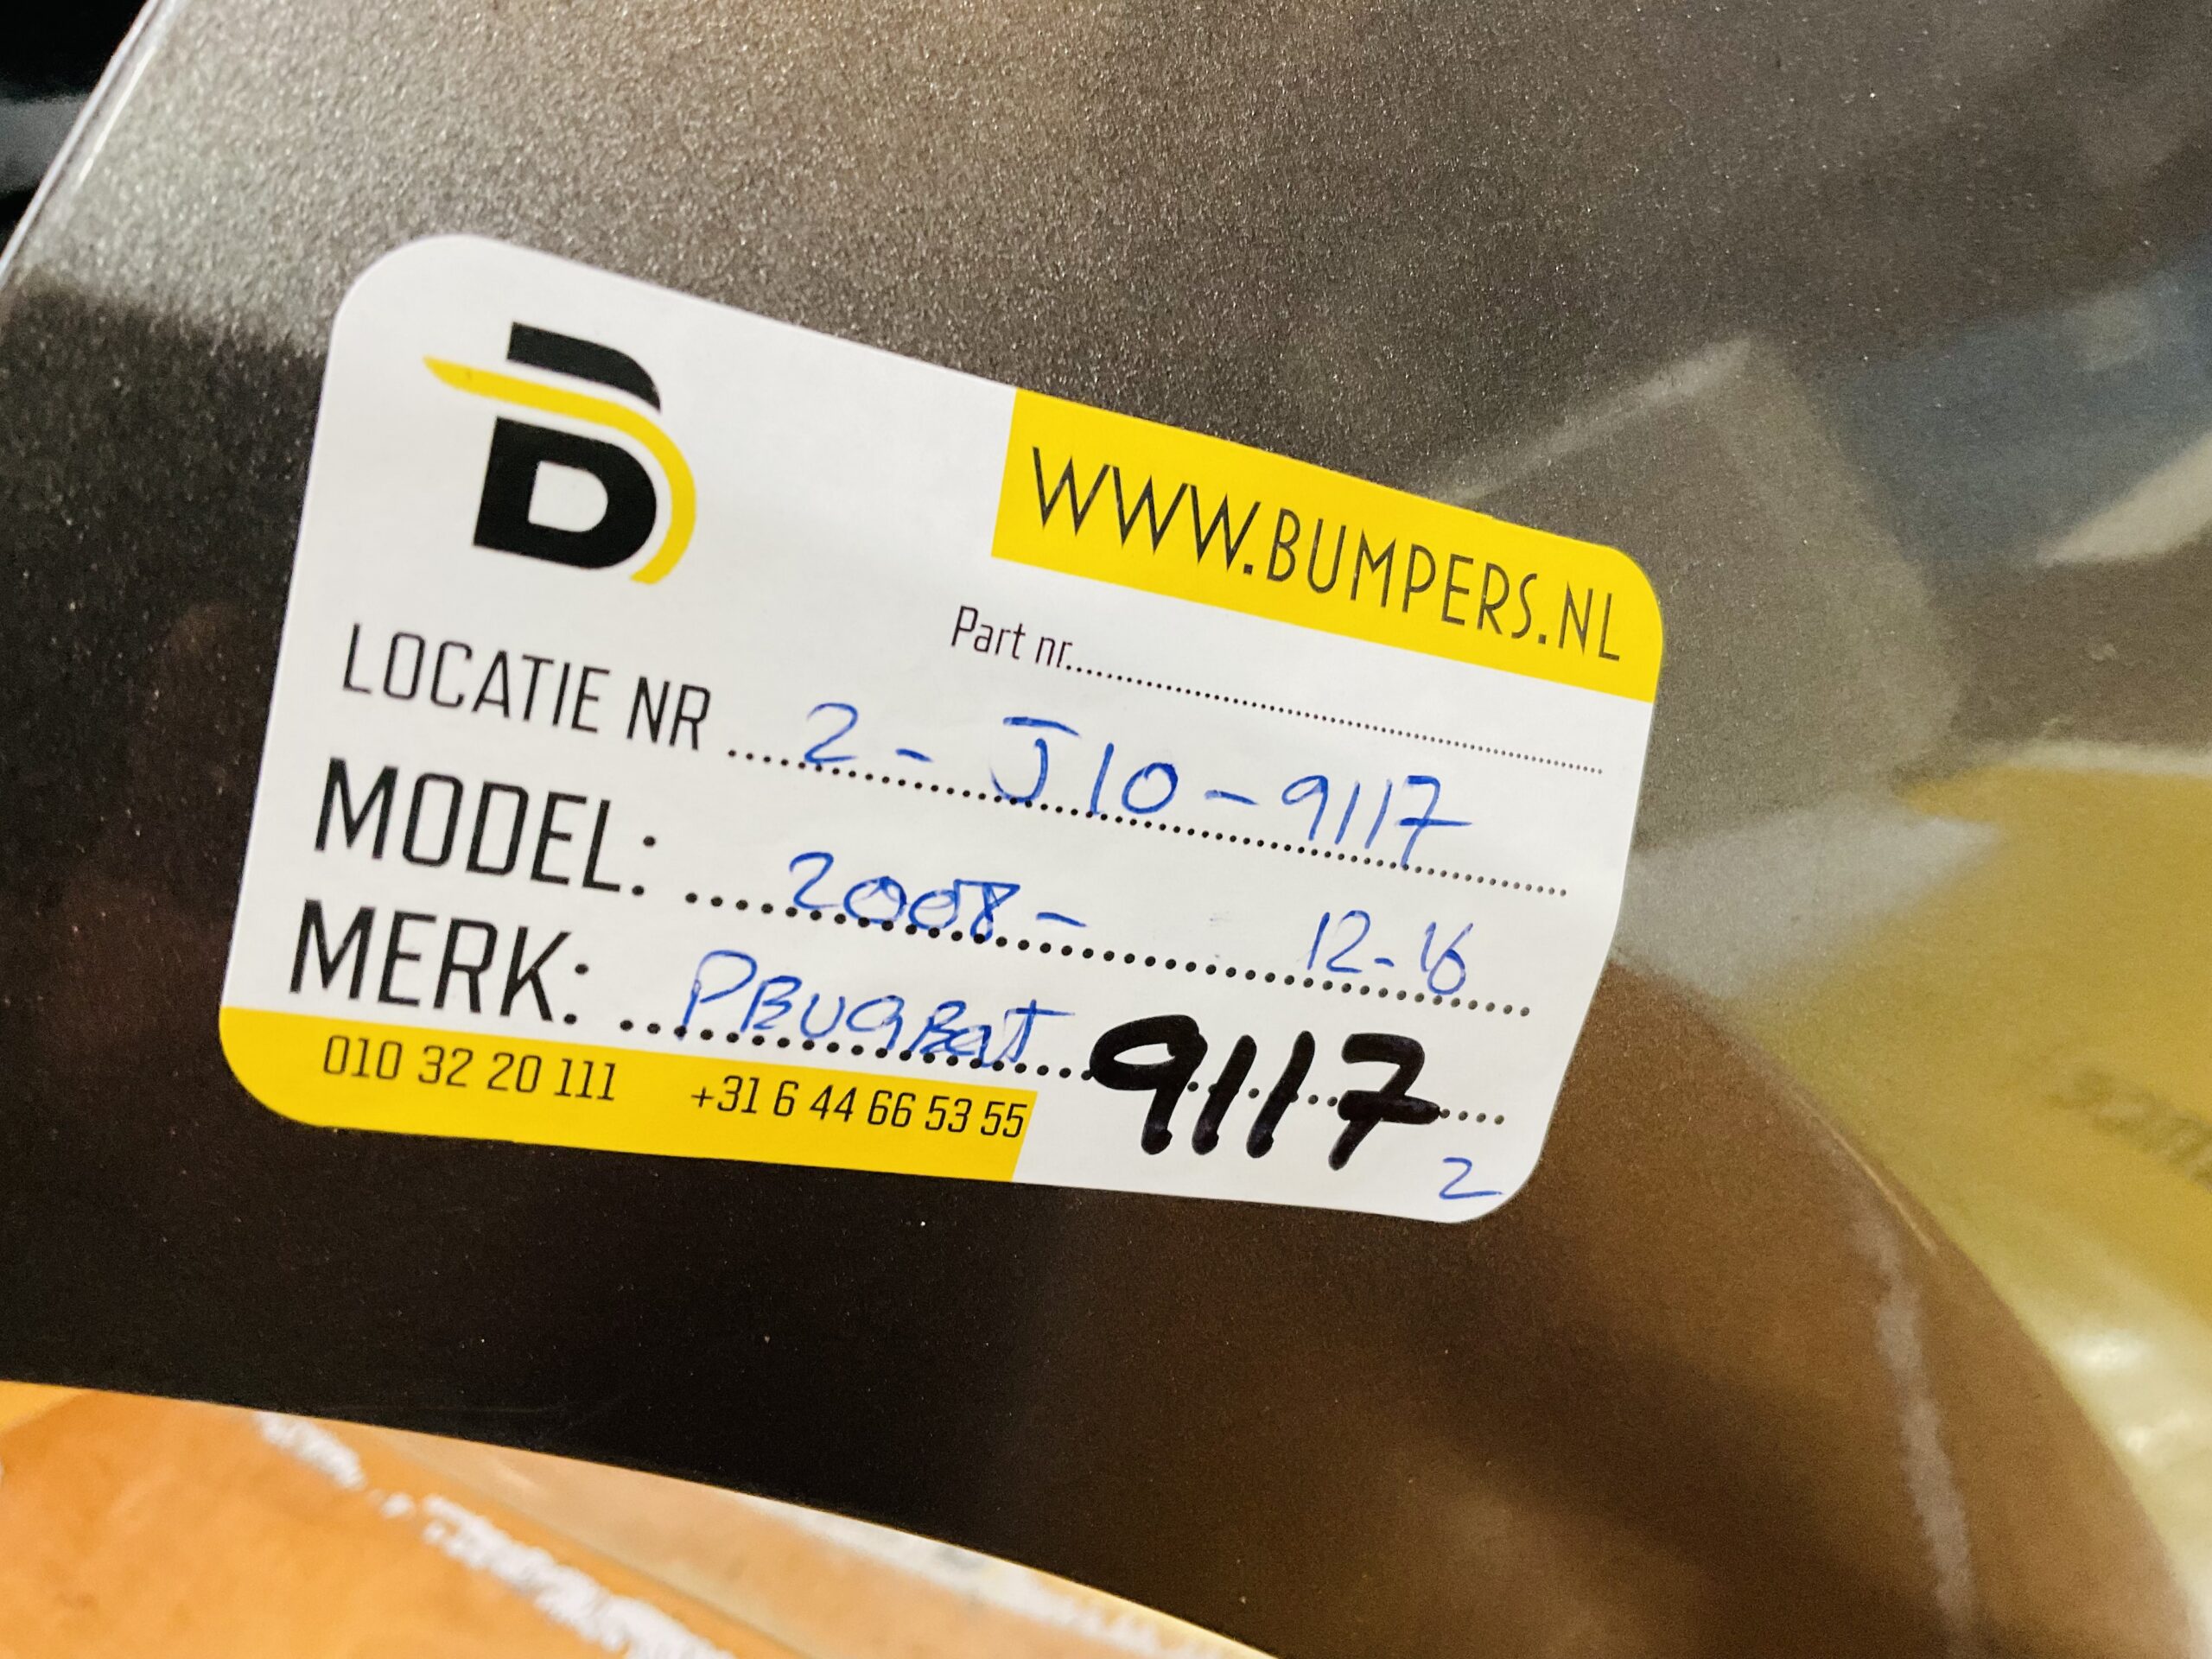 B
WWW.BUMPERS.NL
Part nr.........................................................
LOCATIE NR .... 2 - J10 - 9117
MODEL: ... 2008 - 12-16
MERK: ... PEUGEOT 9117
010 32 20 111 +31 6 44 66 53 55
2